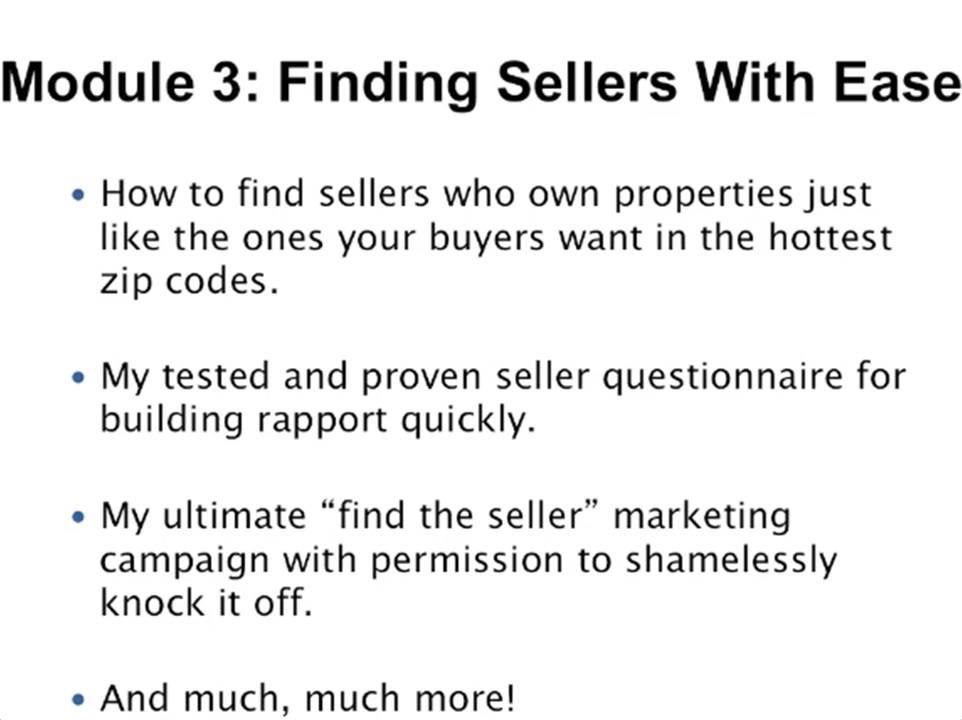 Module 3: Finding Sellers With Ease
• How to find sellers who own properties just
like the ones your buyers want in the hottest
zip codes.
• My tested and proven seller questionnaire for
building rapport quickly.
• My ultimate “find the seller” marketing
campaign with permission to shamelessly
knock it off.
• And much, much more!